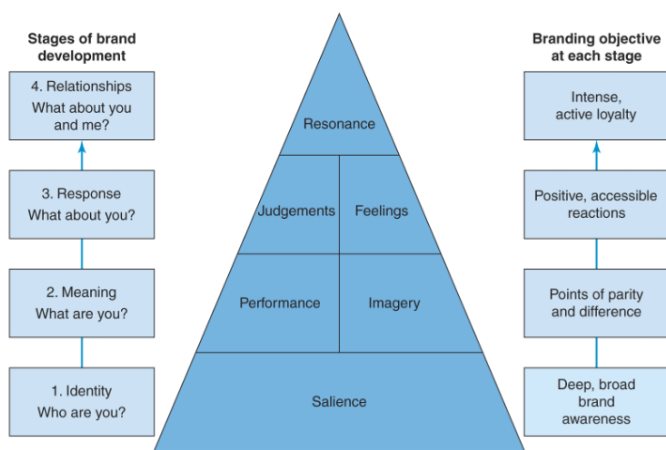 Stages of brand
development
4. Relationships
What about you
and me?
3. Response
What about you?
2. Meaning
What are you?
1. Identity
Who are you?
Resonance
Judgements
Feelings
Performance
Imagery
Salience
Branding objective
at each stage
Intense,
active loyalty
Positive, accessible
reactions
Points of parity
and difference
Deep, broad
brand
awareness